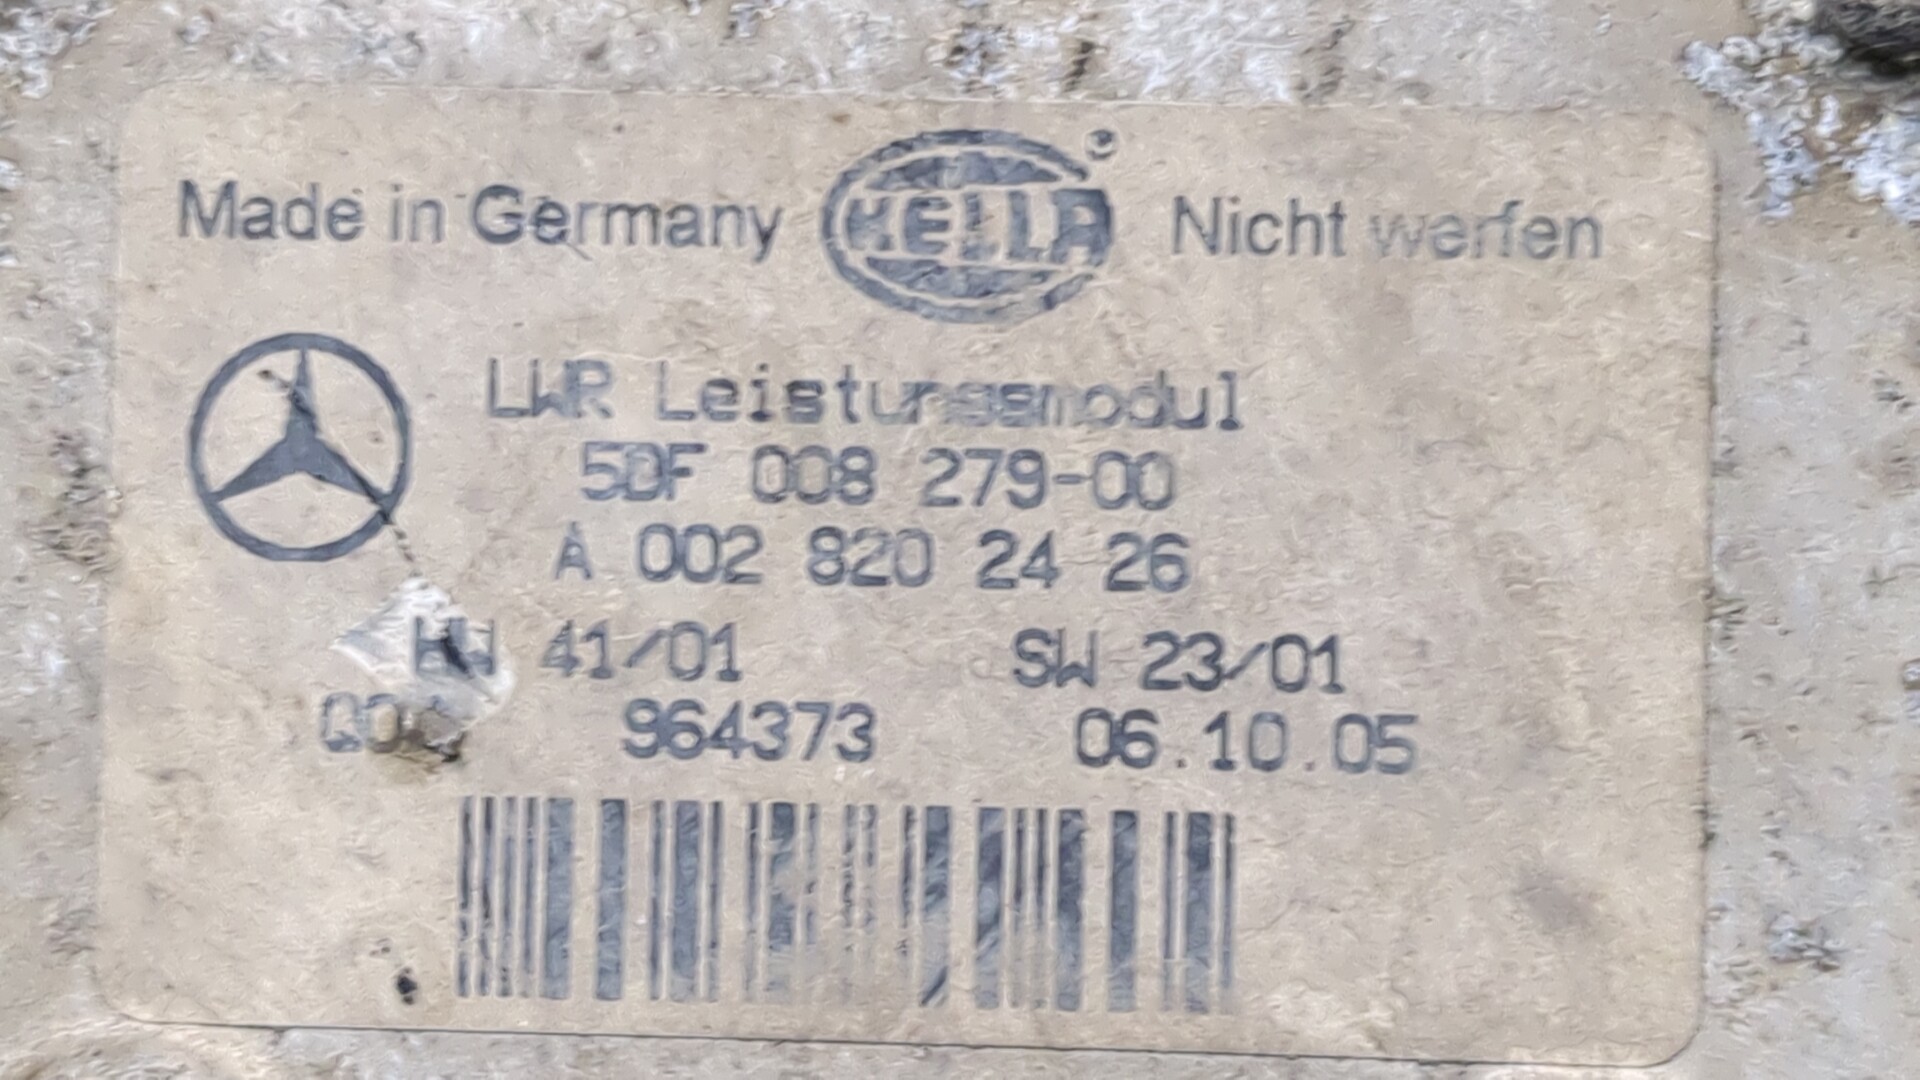 Made in Germany HELLA Nicht werfen
LWR Leistungsmodul
5DF 008 279-00
A 002 820 24 26
HW 41/01 SW 23/01
964373 06.10.05